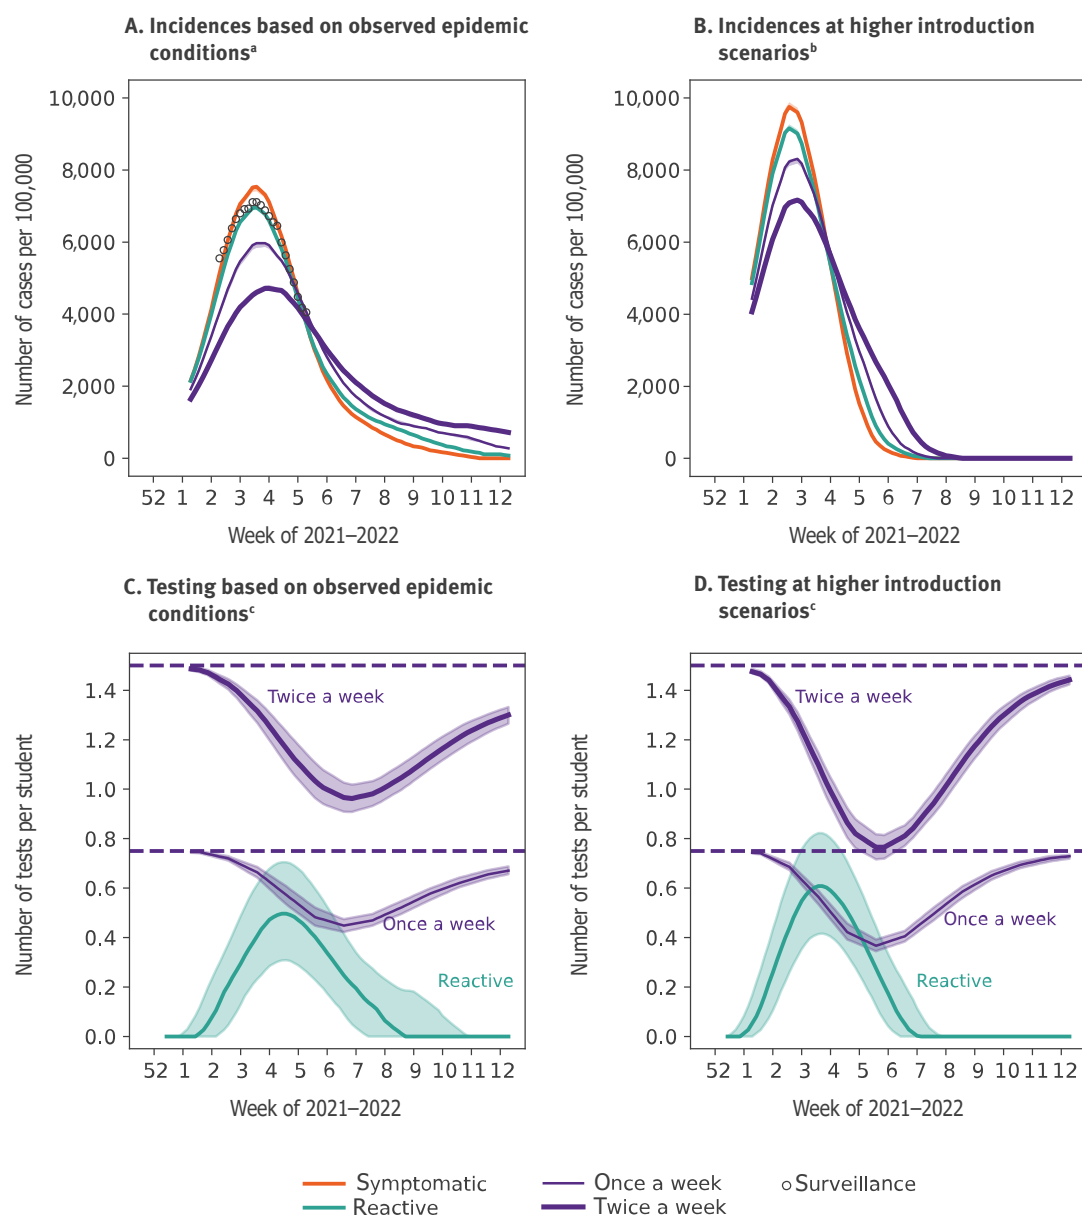 A. Incidences based on observed epidemic
conditionsᵃ
Number of cases per 100,000
10,000
8,000
6,000
4,000
2,000
0
52 1 2 3 4 5 6 7 8 9 10 11 12
Week of 2021–2022
B. Incidences at higher introduction
scenariosᵇ
Number of cases per 100,000
10,000
8,000
6,000
4,000
2,000
0
52 1 2 3 4 5 6 7 8 9 10 11 12
Week of 2021–2022
C. Testing based on observed epidemic
conditionsᶜ
Number of tests per student
1.4
1.2
1.0
0.8
0.6
0.4
0.2
0.0
Twice a week
Once a week
Reactive
52 1 2 3 4 5 6 7 8 9 10 11 12
Week of 2021–2022
D. Testing at higher introduction
scenariosᶜ
Number of tests per student
1.4
1.2
1.0
0.8
0.6
0.4
0.2
0.0
Twice a week
Once a week
Reactive
52 1 2 3 4 5 6 7 8 9 10 11 12
Week of 2021–2022
Symptomatic
Reactive
Once a week
Twice a week
Surveillance